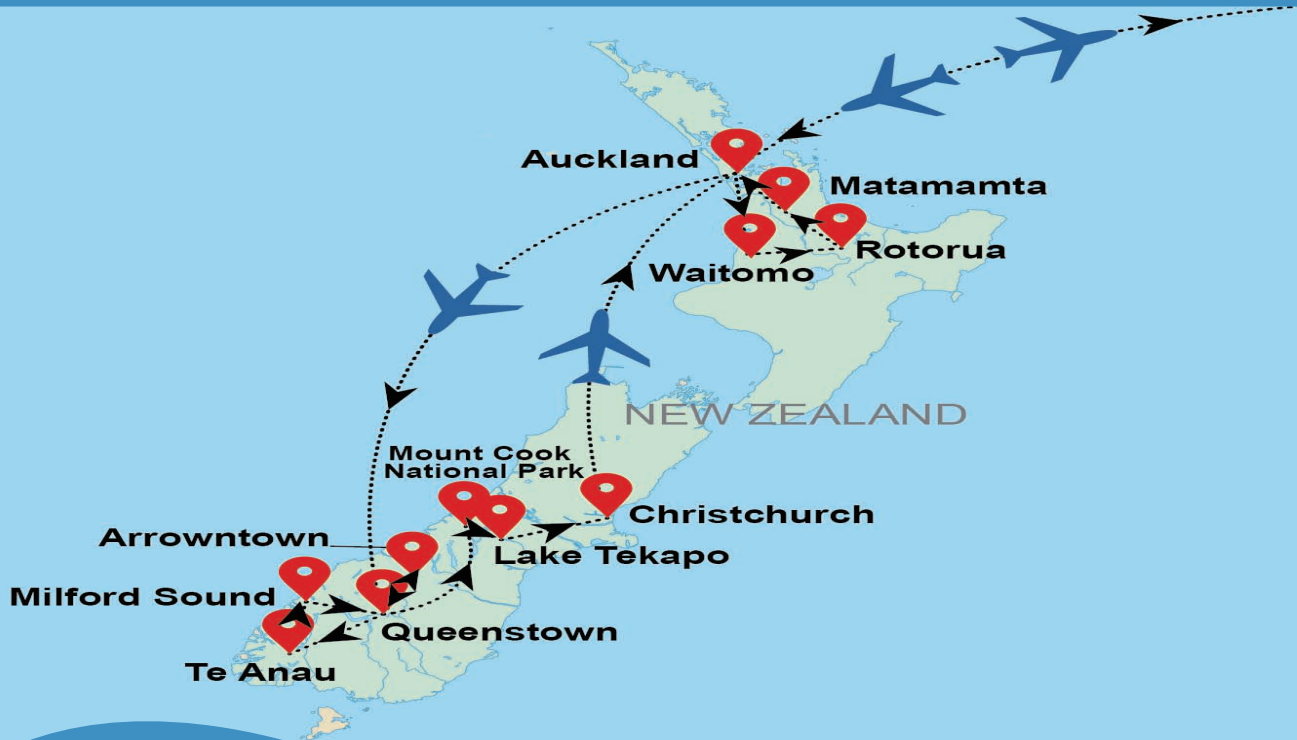 Auckland
Matamamta
Rotorua
Waitomo
NEW ZEALAND
Mount Cook
National Park
Christchurch
Arrowntown
Lake Tekapo
Milford Sound
Queenstown
Te Anau